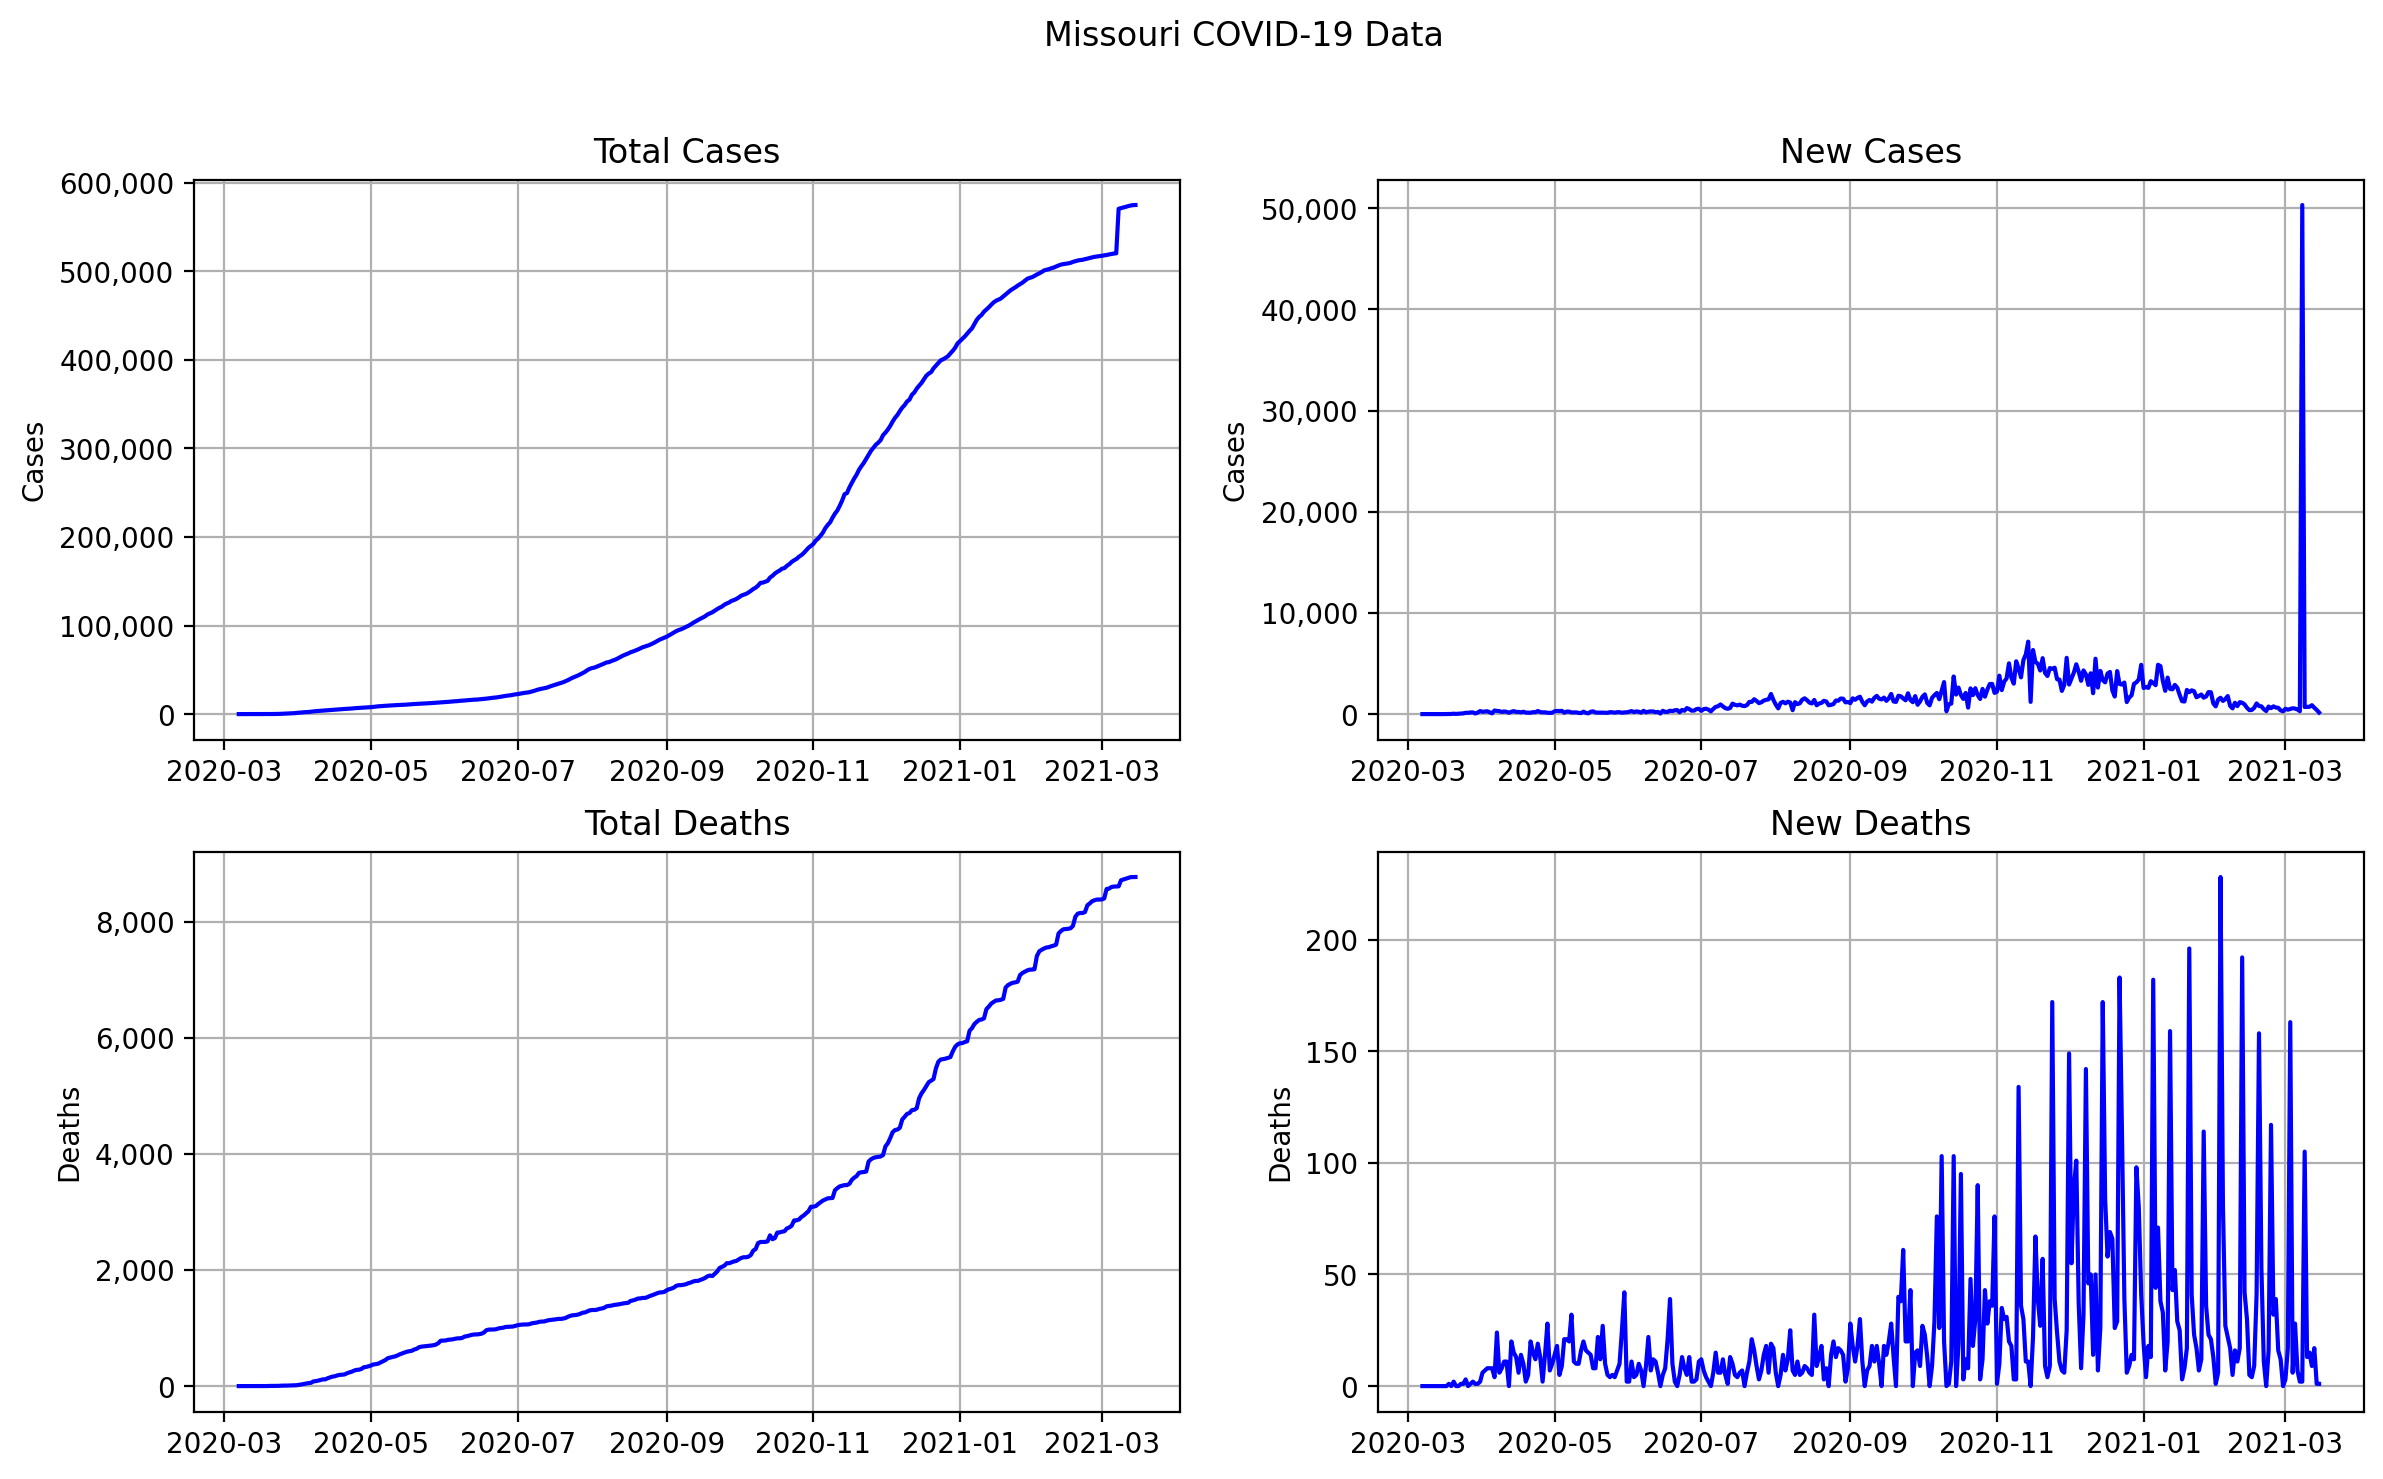 Missouri COVID-19 Data
Total Cases
600,000
500,000
400,000
300,000
200,000
100,000
0
Cases
2020-03 2020-05 2020-07 2020-09 2020-11 2021-01 2021-03
New Cases
50,000
40,000
30,000
20,000
10,000
0
Cases
2020-03 2020-05 2020-07 2020-09 2020-11 2021-01 2021-03
Total Deaths
8,000
6,000
4,000
2,000
0
Deaths
2020-03 2020-05 2020-07 2020-09 2020-11 2021-01 2021-03
New Deaths
200
150
100
50
0
Deaths
2020-03 2020-05 2020-07 2020-09 2020-11 2021-01 2021-03